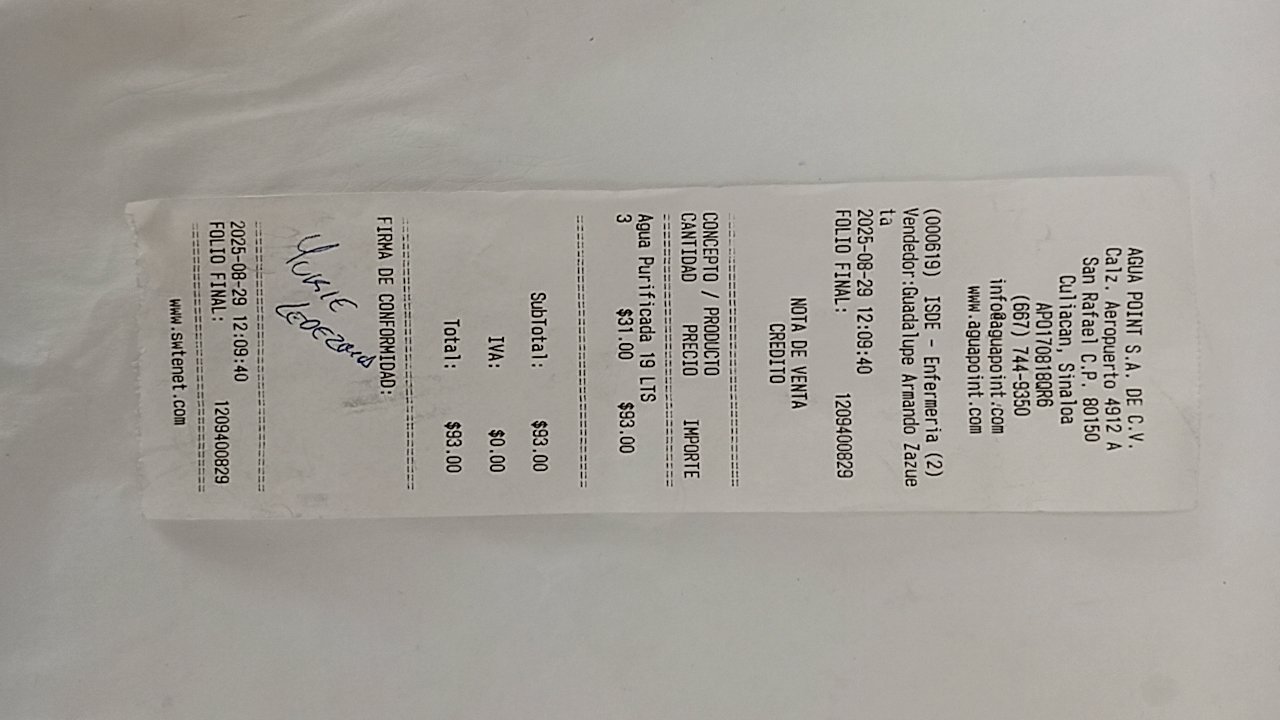 AGUA POINT S.A. DE C.V.
Calz. Aeropuerto 4912 A
San Rafael C.P. 80150
Culiacan, Sinaloa
APO170818QR6
(667) 744-9350
info@aguapoint.com
www.aguapoint.com
(000619) ISDE - Enfermeria (2)
Vendedor:Guadalupe Armando Zazue
ta
2025-08-29 12:09:40
FOLIO FINAL: 1209400829
NOTA DE VENTA
CREDITO
CONCEPTO / PRODUCTO
CANTIDAD PRECIO IMPORTE
Agua Purificada 19 LTS
3 $31.00 $93.00
SubTotal: $93.00
IVA: $0.00
Total: $93.00
FIRMA DE CONFORMIDAD:
2025-08-29 12:09:40
FOLIO FINAL: 1209400829
www.swtenet.com